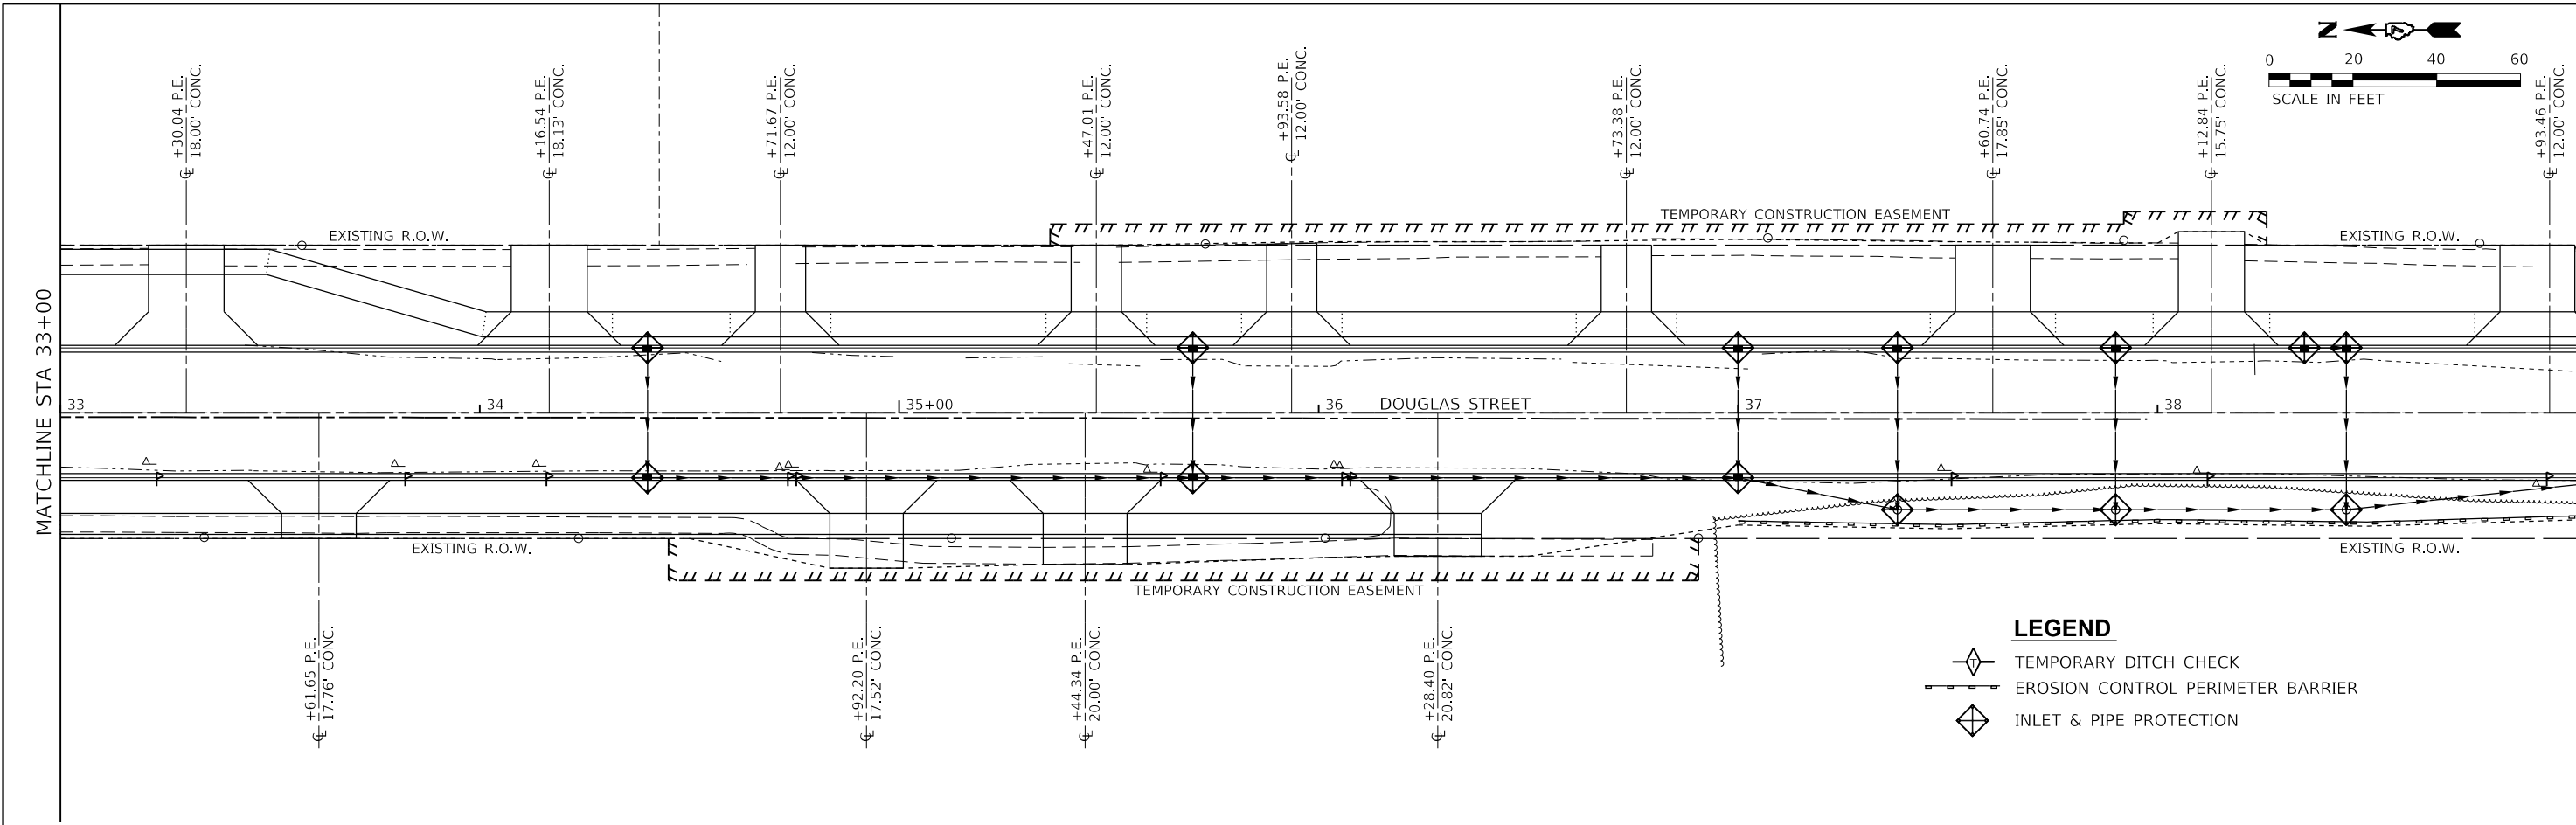 +30.04 P.E.
18.00' CONC.
+16.54 P.E.
18.13' CONC.
+71.67 P.E.
12.00' CONC.
+47.01 P.E.
12.00' CONC.
+93.58 P.E.
12.00' CONC.
+73.38 P.E.
12.00' CONC.
+60.74 P.E.
17.85' CONC.
+12.84 P.E.
15.75' CONC.
+93.46 P.E.
12.00' CONC.
N
0 20 40 60
SCALE IN FEET
EXISTING R.O.W.
TEMPORARY CONSTRUCTION EASEMENT
EXISTING R.O.W.
MATCHLINE STA 33+00
33 34 35+00 36 DOUGLAS STREET 37 38
EXISTING R.O.W.
TEMPORARY CONSTRUCTION EASEMENT
EXISTING R.O.W.
+61.65 P.E.
17.76' CONC.
+92.20 P.E.
17.52' CONC.
+44.34 P.E.
20.00' CONC.
+28.40 P.E.
20.82' CONC.
LEGEND
T TEMPORARY DITCH CHECK
EROSION CONTROL PERIMETER BARRIER
INLET & PIPE PROTECTION